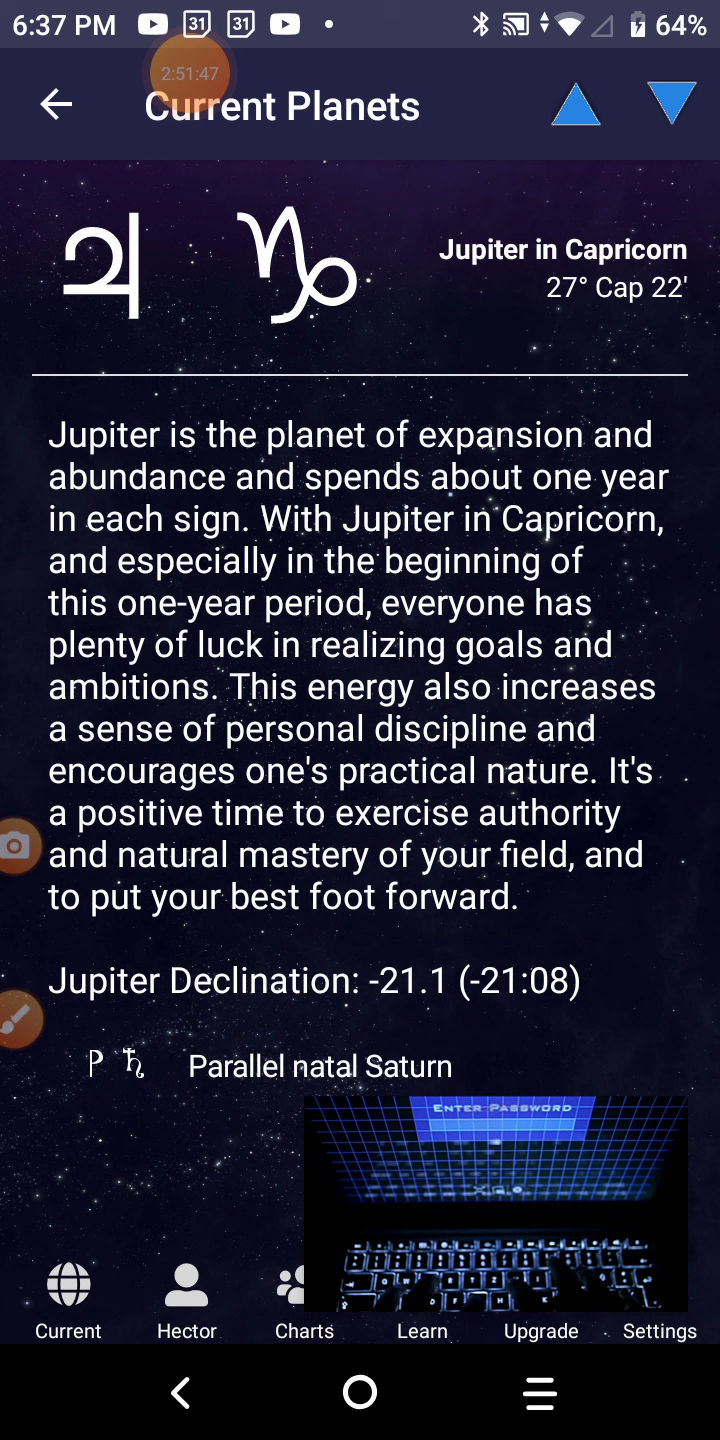 6:37 PM 31 31 64%
2:51:47
Current Planets
Jupiter in Capricorn
27° Cap 22'
Jupiter is the planet of expansion and
abundance and spends about one year
in each sign. With Jupiter in Capricorn,
and especially in the beginning of
this one-year period, everyone has
plenty of luck in realizing goals and
ambitions. This energy also increases
a sense of personal discipline and
encourages one's practical nature. It's
a positive time to exercise authority
and natural mastery of your field, and
to put your best foot forward.
Jupiter Declination: -21.1 (-21:08)
Parallel natal Saturn
ENTER PASSWORD
Current Hector Charts Learn Upgrade Settings